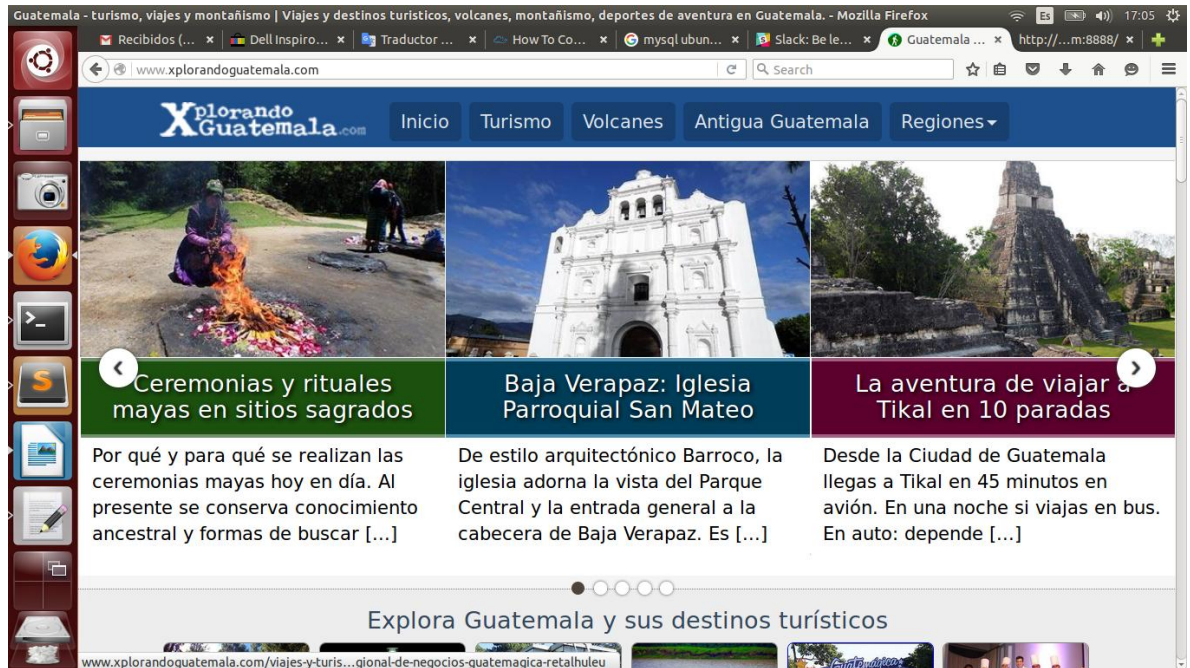 Guatemala - turismo, viajes y montañismo | Viajes y destinos turisticos, volcanes, montañismo, deportes de aventura en Guatemala. - Mozilla Firefox
Es
17:05
Recibidos (...
Dell Inspiro...
Traductor ...
How To Co...
mysql ubun...
Slack: Be le...
Guatemala ...
http://...m:8888/
www.xplorandoguatemala.com
Search
Xplorando
Guatemala.com
Inicio
Turismo
Volcanes
Antigua Guatemala
Regiones
Ceremonias y rituales
mayas en sitios sagrados
Por qué y para qué se realizan las
ceremonias mayas hoy en día. Al
presente se conserva conocimiento
ancestral y formas de buscar [...]
Baja Verapaz: Iglesia
Parroquial San Mateo
De estilo arquitectónico Barroco, la
iglesia adorna la vista del Parque
Central y la entrada general a la
cabecera de Baja Verapaz. Es [...]
La aventura de viajar a
Tikal en 10 paradas
Desde la Ciudad de Guatemala
llegas a Tikal en 45 minutos en
avión. En una noche si viajas en bus.
En auto: depende [...]
Explora Guatemala y sus destinos turísticos
Guatemágica
www.xplorandoguatemala.com/viajes-y-turis...gional-de-negocios-guatemagica-retalhuleu